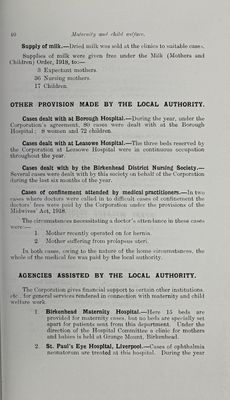 40 Maternity and child welfare.
Supply of milk.—Dried milk was sold at the clinics to suitable cases.
Supplies of milk were given free under the Milk (Mothers and
Children) Order, 1918, to:—
3 Expectant mothers.
36 Nursing mothers.
17 Children.
OTHER PROVISION MADE BY THE LOCAL AUTHORITY.
Cases dealt with at Borough Hospital.—During the year, under the
Corporation's agreement, 80 cases were dealt with at the Borough
Hospital: 8 women and 72 children.
Cases dealt with at Leasowe Hospital.—The three beds reserved by
the Corporation at Leasowe Hospital were in continuous occupation
throughout the year.
Cases dealt with by the Birkenhead District Nursing Society.—
Several cases were dealt with by this society on behalf of the Corporation
during the last six months of the year.
Cases of confinement attended by medical practitioners.—In two
cases where doctors were called in to difficult cases of confinement the
doctors' fees were paid by the Corporation under the provisions of the
Midwives' Act, 1918.
The circumstances necessitating a doctor's attendance in these cases
were:—
1. Mother recently operated on for hernia.
2. Mother suffering from prolapsus uteri.
In both cases, owing to the nature of the home circumstances, the
whole of the medical fee was paid by the local authority.
AGENCIES ASSISTED BY THE LOCAL AUTHORITY.
The Corporation gives financial support to certain other institutions,
etc., for general services rendered in connection with maternity and child
welfare work.
1. Birkenhead Maternity Hospital.—Here 15 beds are
provided for maternity cases, but no beds are specially set
apart for patients sent from this department. Under the
direction of the Hospital Committee a clinic for mothers
and babies is held at Grange Mount, Birkenhead.
2. St. Paul's Eye Hospital, Liverpool.—Cases of ophthalmia
neonatorum are treated at this hospital. During the year